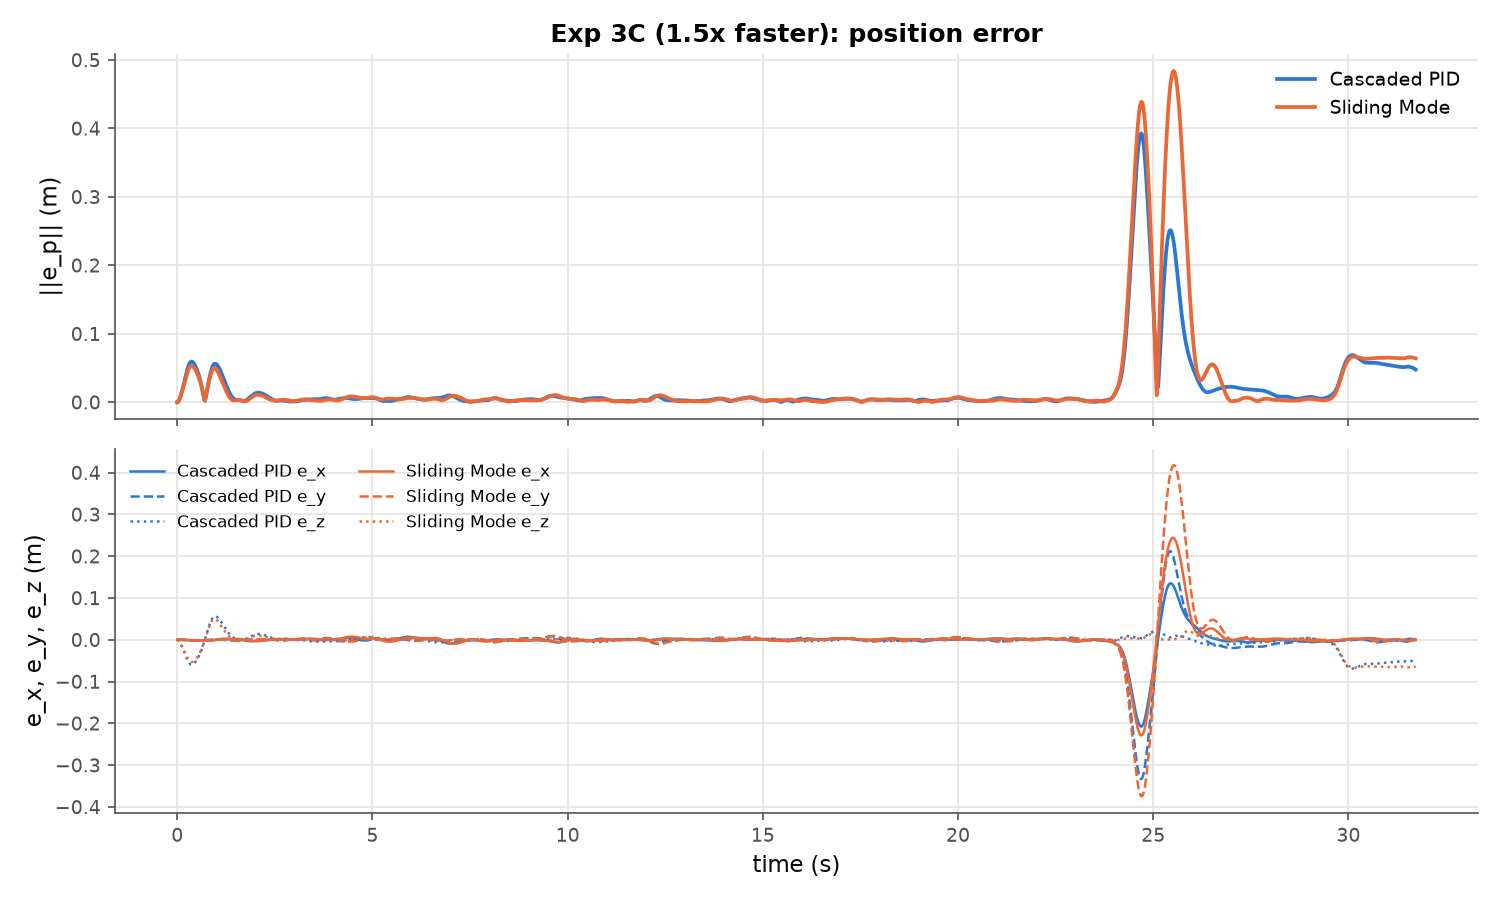 Exp 3C (1.5x faster): position error
||e_p|| (m)
0.5
0.4
0.3
0.2
0.1
0.0
Cascaded PID
Sliding Mode
e_x, e_y, e_z (m)
0.4
0.3
0.2
0.1
0.0
−0.1
−0.2
−0.3
−0.4
Cascaded PID e_x
Cascaded PID e_y
Cascaded PID e_z
Sliding Mode e_x
Sliding Mode e_y
Sliding Mode e_z
0 5 10 15 20 25 30
time (s)